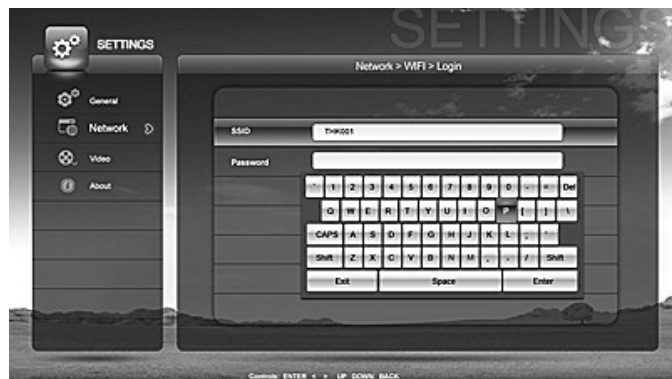 SETTINGS
SETTINGS
Network > WIFI > Login
General
Network
Video
About
SSID THK001
Password
` 1 2 3 4 5 6 7 8 9 0 - = Del
Q W E R T Y U I O P [ ] \
CAPS A S D F G H J K L ; '
Shift Z X C V B N M , . / Shift
Exit Space Enter
Controls: ENTER < > UP DOWN BACK